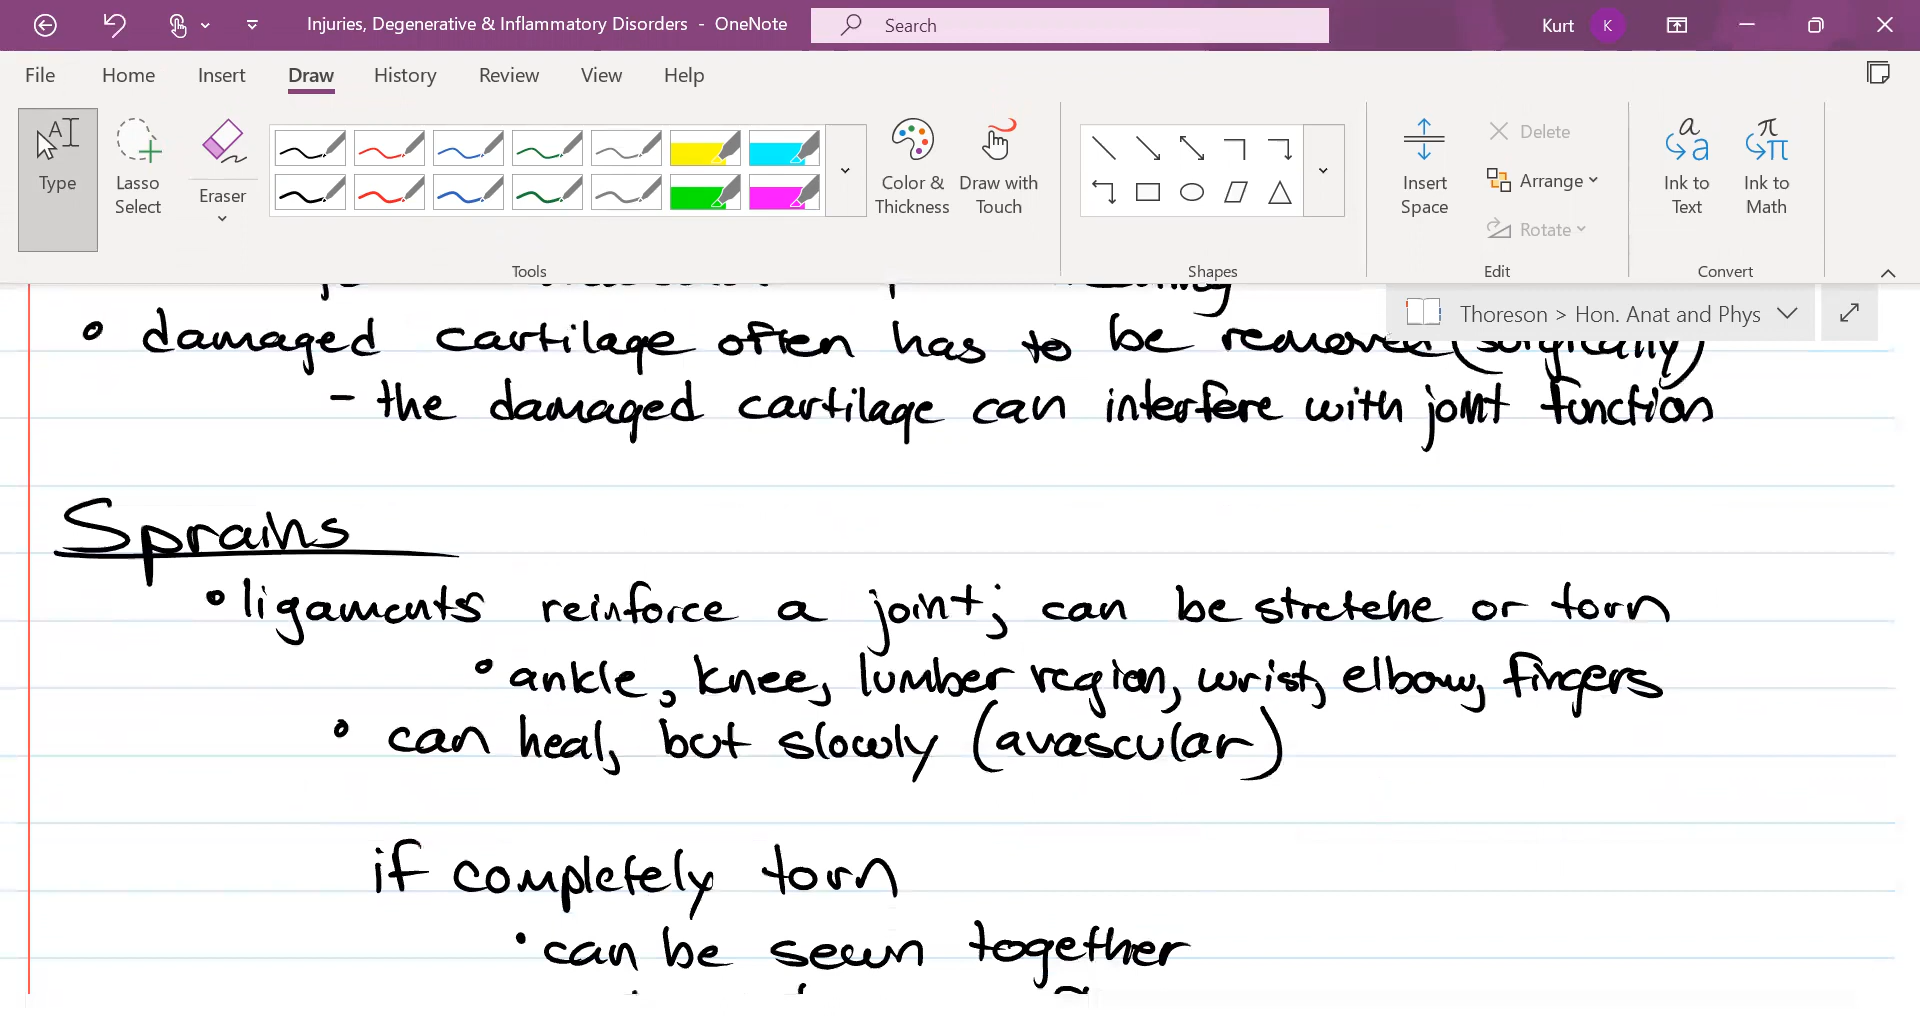 Injuries, Degenerative & Inflammatory Disorders - OneNote
Search
Kurt K
File Home Insert Draw History Review View Help
Type
Lasso Select
Eraser
Color & Thickness
Draw with Touch
Insert Space
Delete
Arrange
Rotate
Ink to Text
Ink to Math
Tools Shapes Edit Convert
Thoreson > Hon. Anat and Phys
• damaged cartilage often has to be removed (surgically)
- the damaged cartilage can interfere with joint function
Sprains
• ligaments reinforce a joint; can be stretche or torn
• ankle, knee, lumber region, wrist, elbow, fingers
• can heal, but slowly (avascular)
if completely torn
• can be sewn together